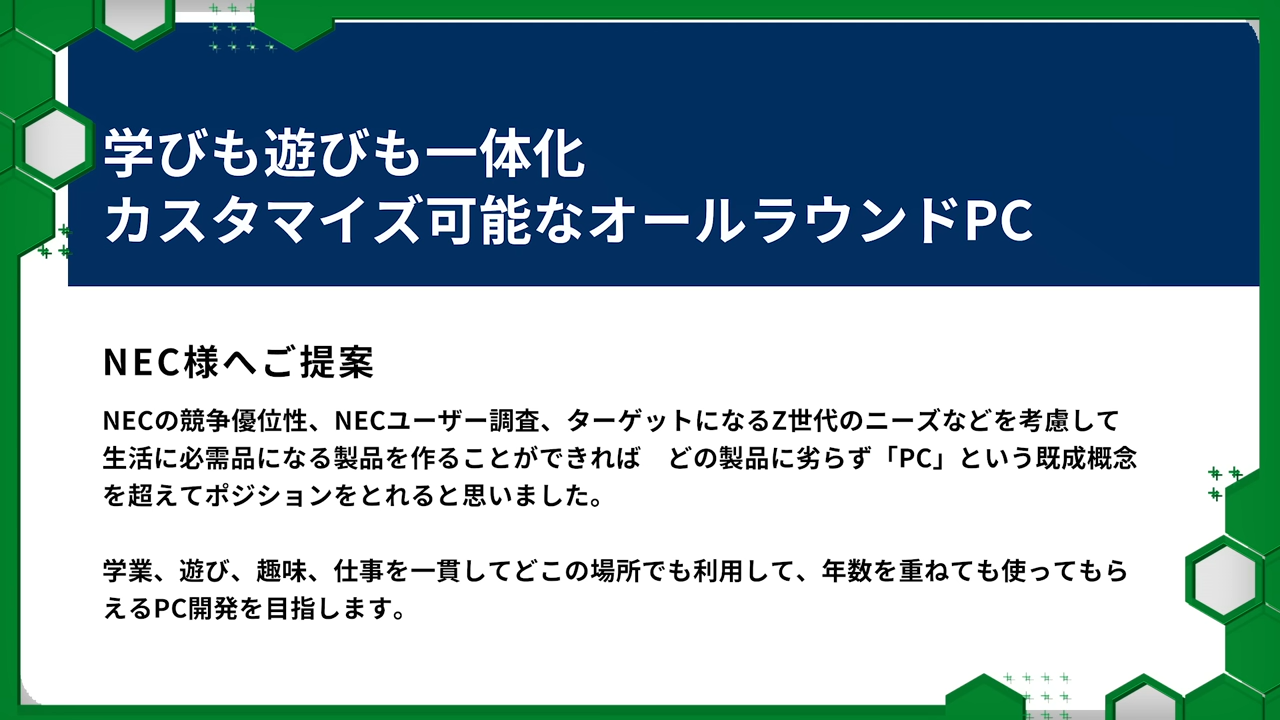 学びも遊びも一体化
カスタマイズ可能なオールラウンドPC
NEC様へご提案
NECの競争優位性、NECユーザー調査、ターゲットになるZ世代のニーズなどを考慮して
生活に必需品になる製品を作ることができれば　どの製品に劣らず「PC」という既成概念
を超えてポジションをとれると思いました。
学業、遊び、趣味、仕事を一貫してどこの場所でも利用して、年数を重ねても使ってもら
えるPC開発を目指します。